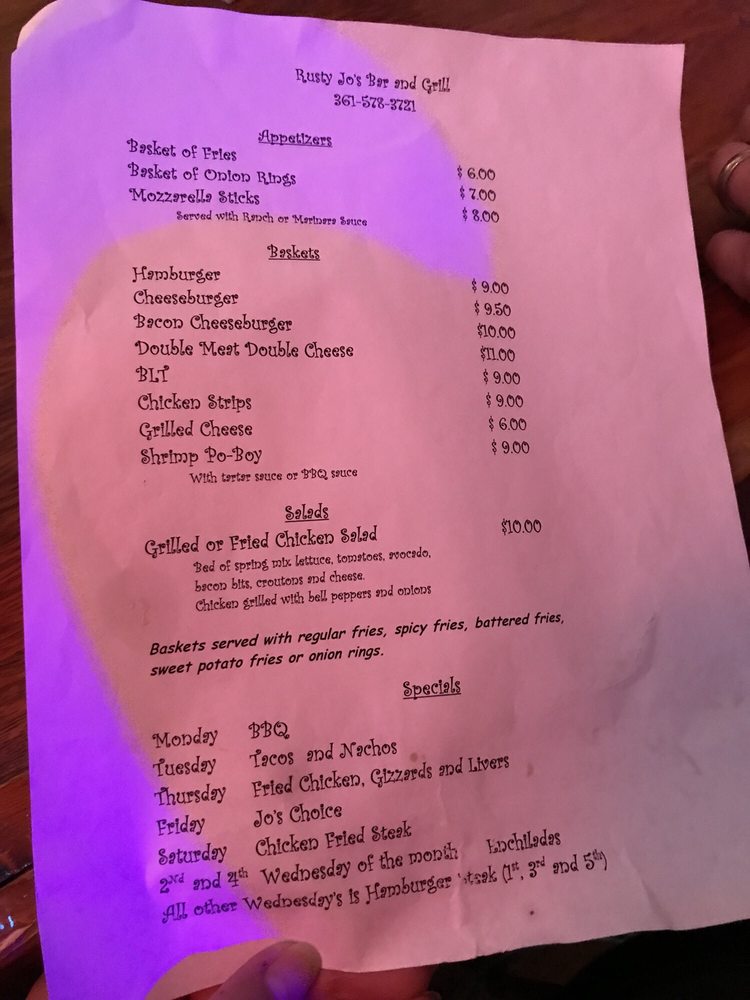 Rusty Jo's Bar and Grill
361-578-3721
Appetizers
Basket of Fries $ 6.00
Basket of Onion Rings $ 7.00
Mozzarella Sticks $ 8.00
Served with Ranch or Marinara Sauce
Baskets
Hamburger $ 9.00
Cheeseburger $ 9.50
Bacon Cheeseburger $10.00
Double Meat Double Cheese $11.00
BLT $ 9.00
Chicken Strips $ 9.00
Grilled Cheese $ 6.00
Shrimp Po-Boy $ 9.00
With tartar sauce or BBQ sauce
Salads
Grilled or Fried Chicken Salad $10.00
Bed of spring mix lettuce, tomatoes, avocado,
bacon bits, croutons and cheese.
Chicken grilled with bell peppers and onions
Baskets served with regular fries, spicy fries, battered fries,
sweet potato fries or onion rings.
Specials
Monday BBQ
Tuesday Tacos and Nachos
Thursday Fried Chicken, Gizzards and Livers
Friday Jo's Choice
Saturday Chicken Fried Steak
2nd and 4th Wednesday of the month Enchiladas
All other Wednesday's is Hamburger Steak (1st, 3rd and 5th)